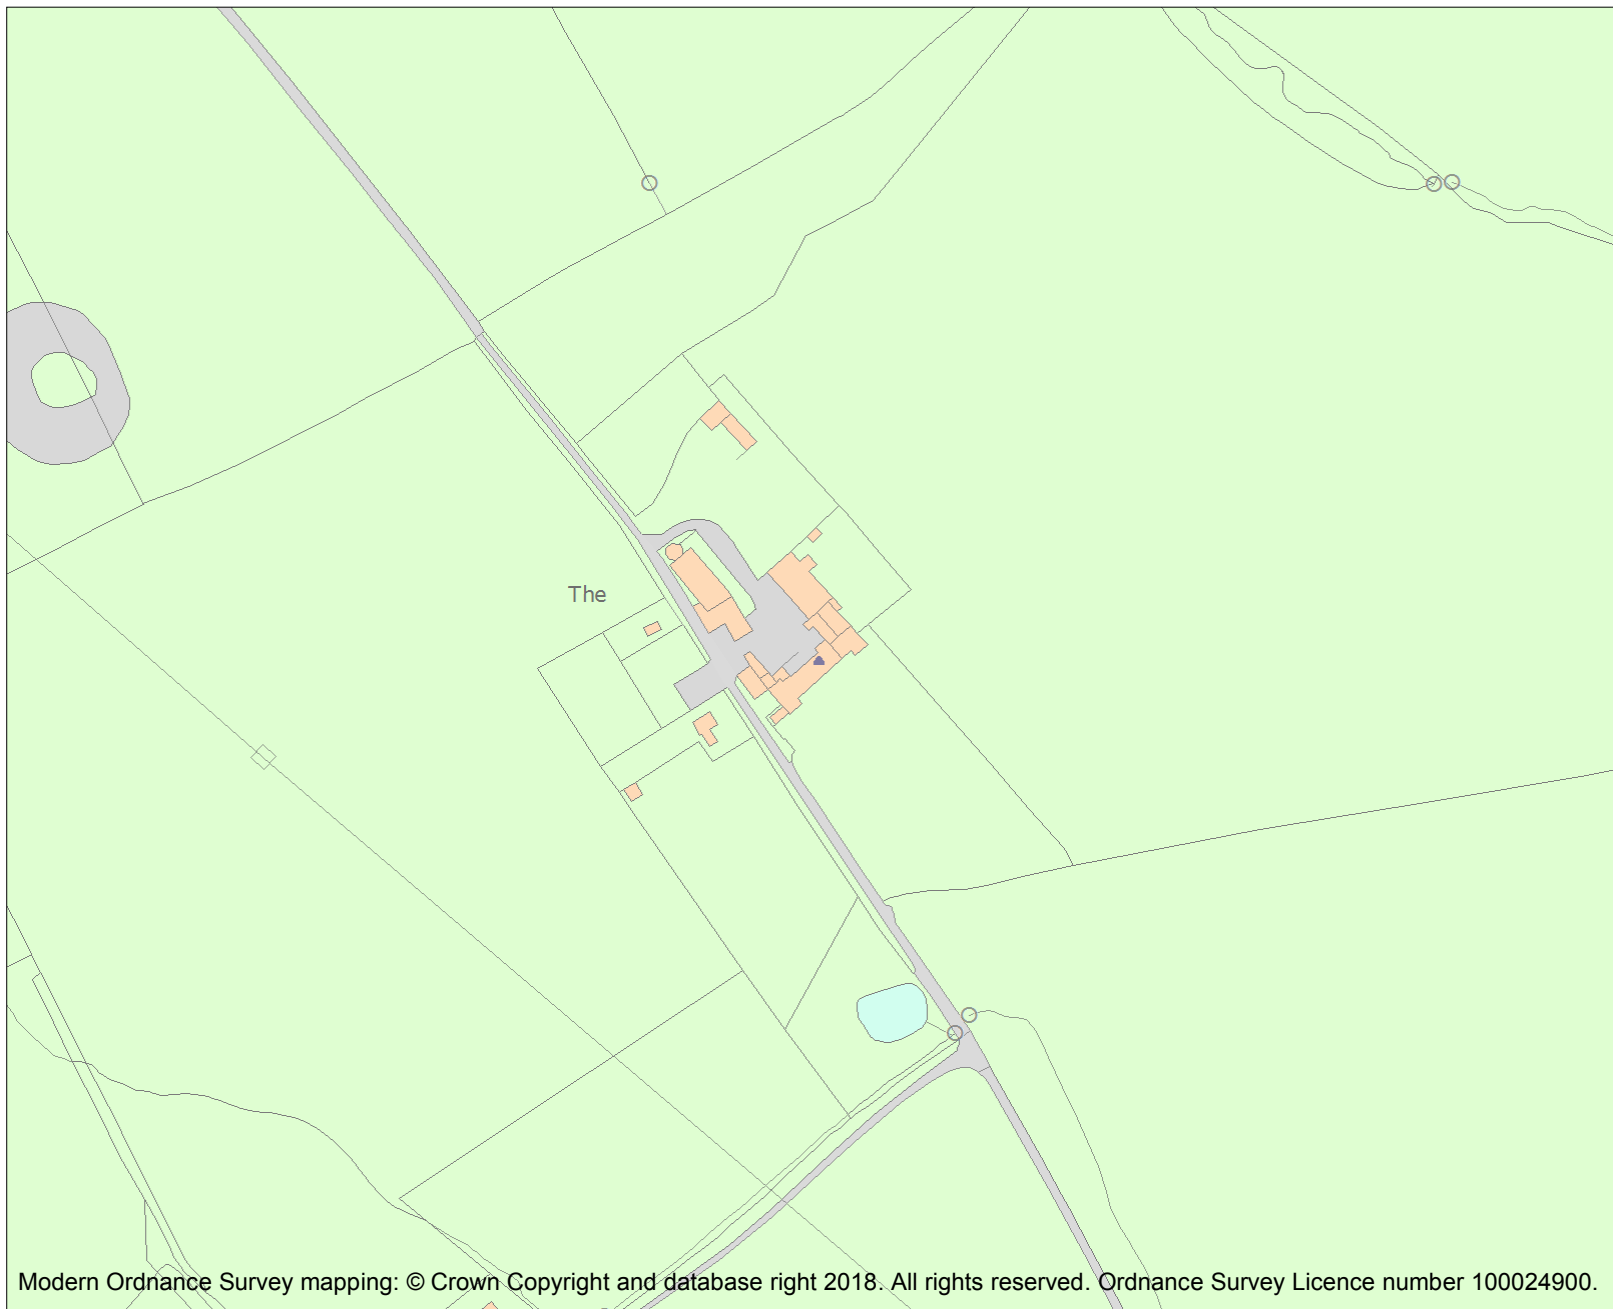 The
Modern Ordnance Survey mapping: © Crown Copyright and database right 2018. All rights reserved. Ordnance Survey Licence number 100024900.